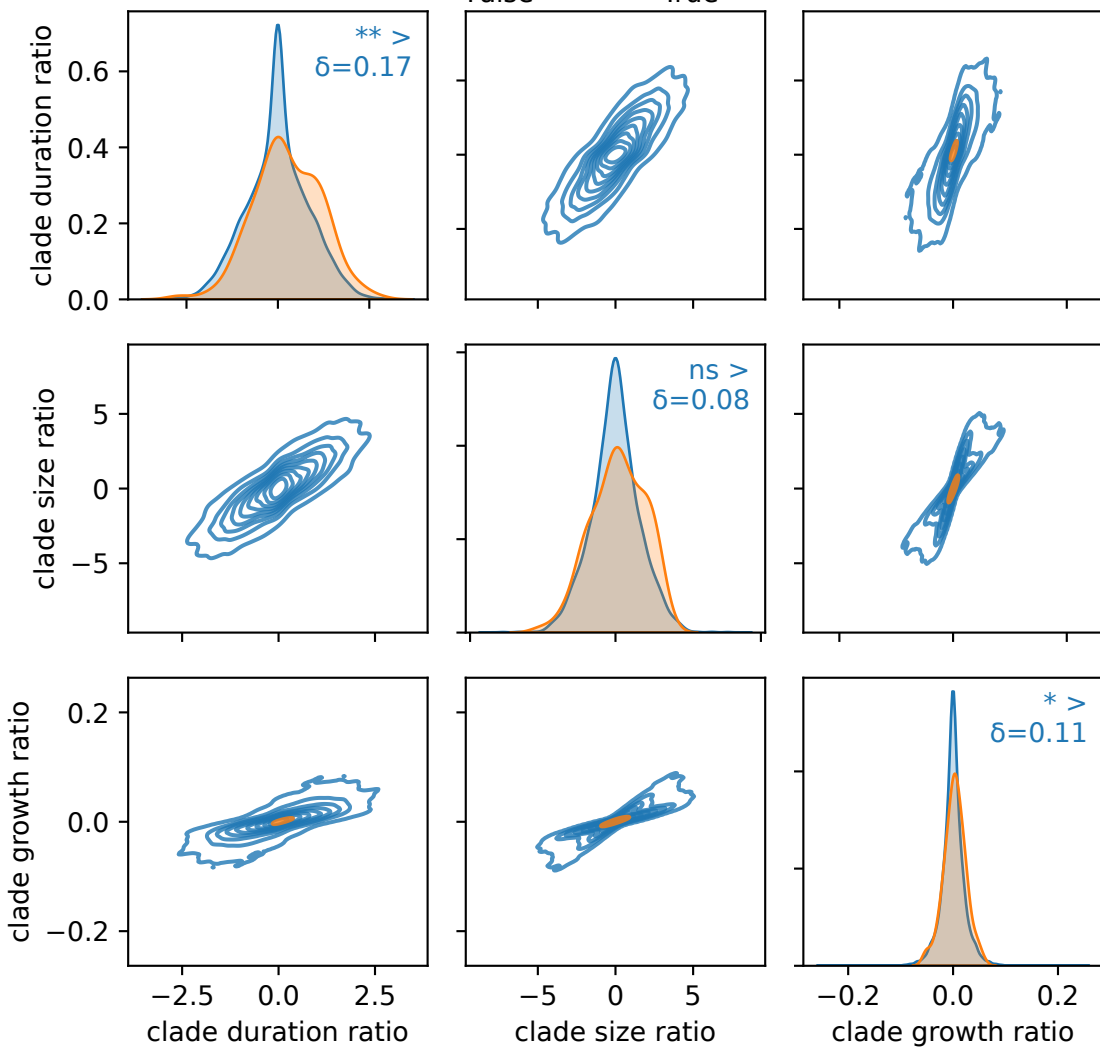 raise True
clade duration ratio
0.6
0.4
0.2
0.0
** >
δ=0.17
clade size ratio
5
0
−5
ns >
δ=0.08
clade growth ratio
0.2
0.0
−0.2
* >
δ=0.11
−2.5 0.0 2.5
−5 0 5
−0.2 0.0 0.2
clade duration ratio
clade size ratio
clade growth ratio